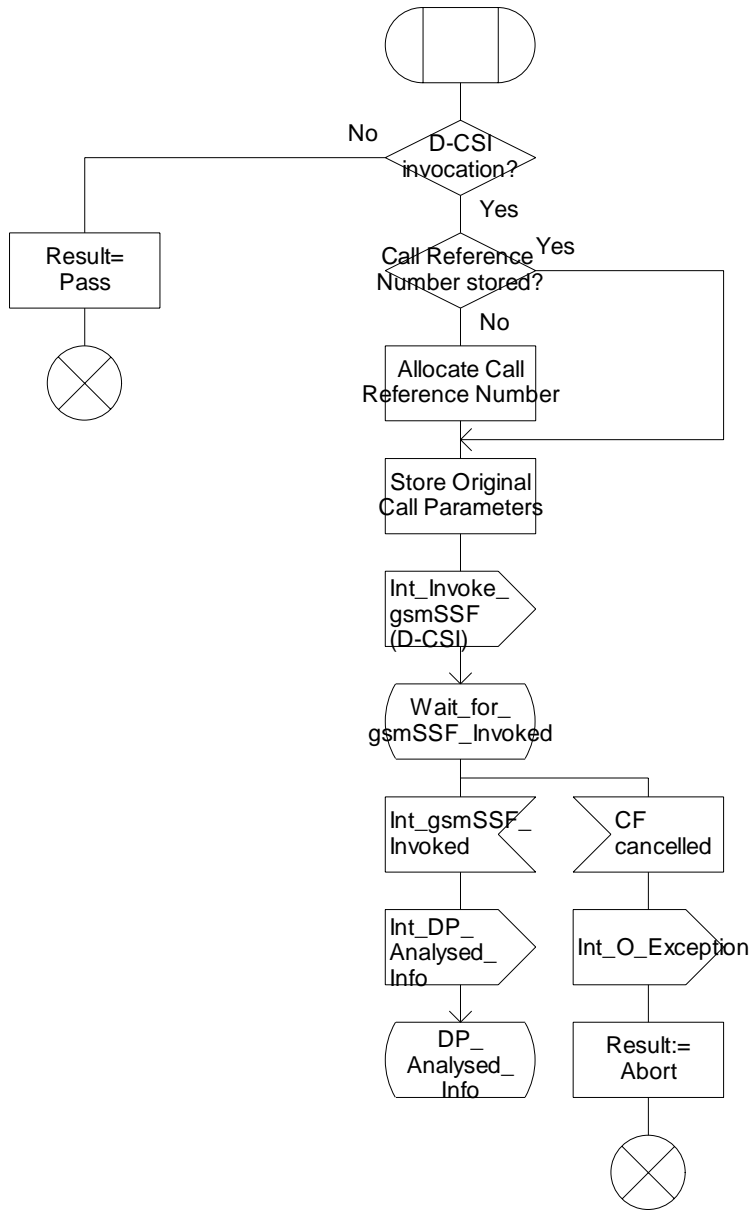 No
D-CSI
invocation?
Yes
Result=
Pass
Call Reference
Number stored?
Yes
No
Allocate Call
Reference Number
Store Original
Call Parameters
Int_Invoke_
gsmSSF
(D-CSI)
Wait_for_
gsmSSF_Invoked
Int_gsmSSF_
Invoked
CF
cancelled
Int_DP_
Analysed_
Info
Int_O_Exception
DP_
Analysed_
Info
Result:=
Abort